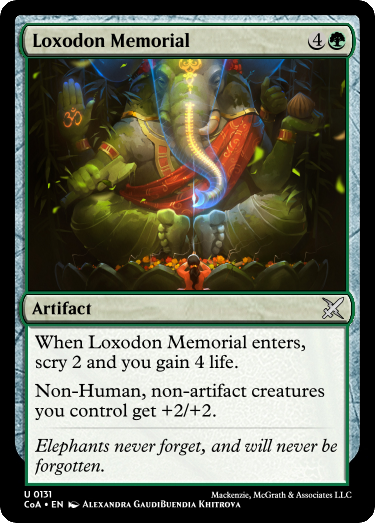 Loxodon Memorial 4
ॐ
Artifact
When Loxodon Memorial enters,
scry 2 and you gain 4 life.
Non-Human, non-artifact creatures
you control get +2/+2.
Elephants never forget, and will never be
forgotten.
U 0131
CoA • EN Alexandra GaudiBuendia Khitrova
Mackenzie, McGrath & Associates LLC